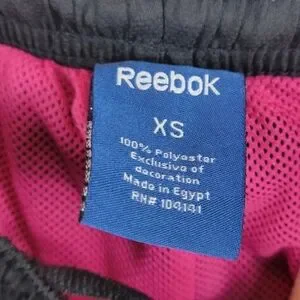 Reebok
XS
100% Polyester
Exclusive of
decoration
Made in Egypt
RN# 104141